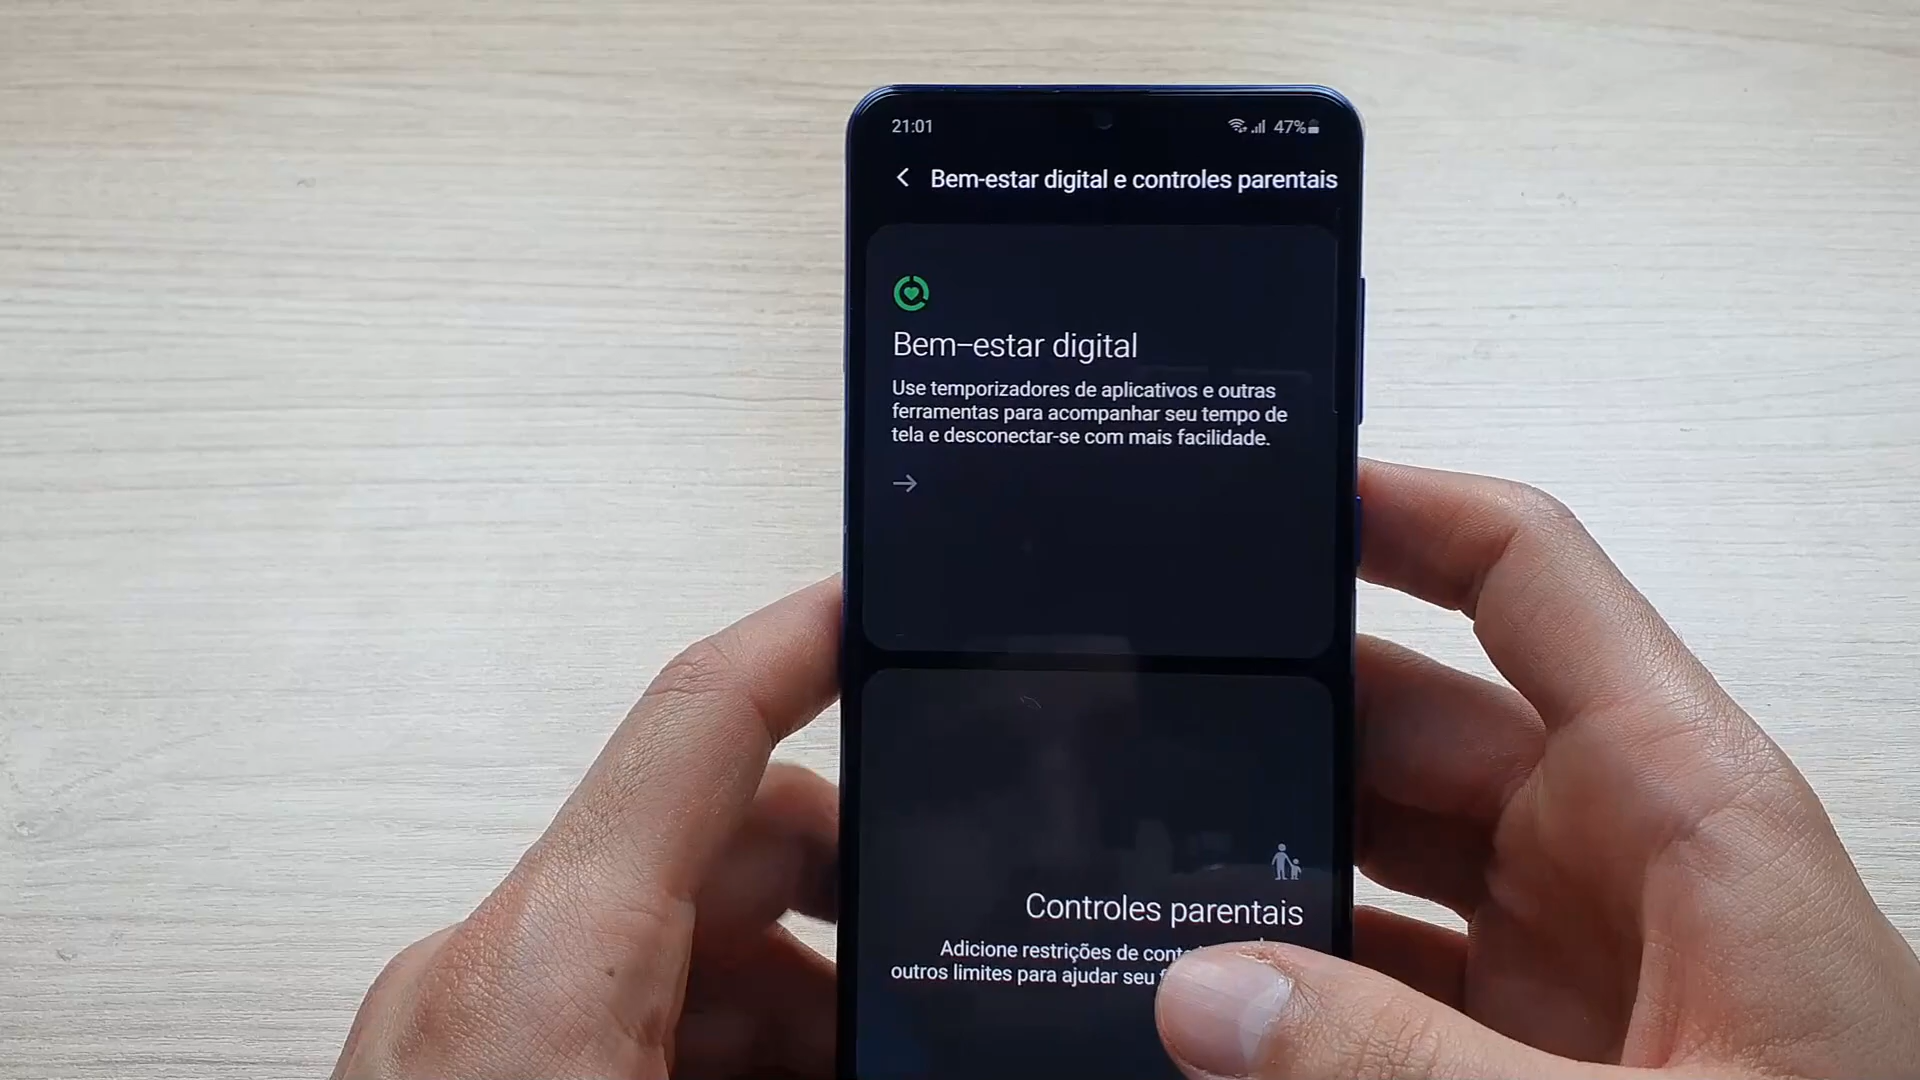 21:01
47%
Bem-estar digital e controles parentais
Bem-estar digital
Use temporizadores de aplicativos e outras
ferramentas para acompanhar seu tempo de
tela e desconectar-se com mais facilidade.
Controles parentais
Adicione restrições de
outros limites para ajudar seu